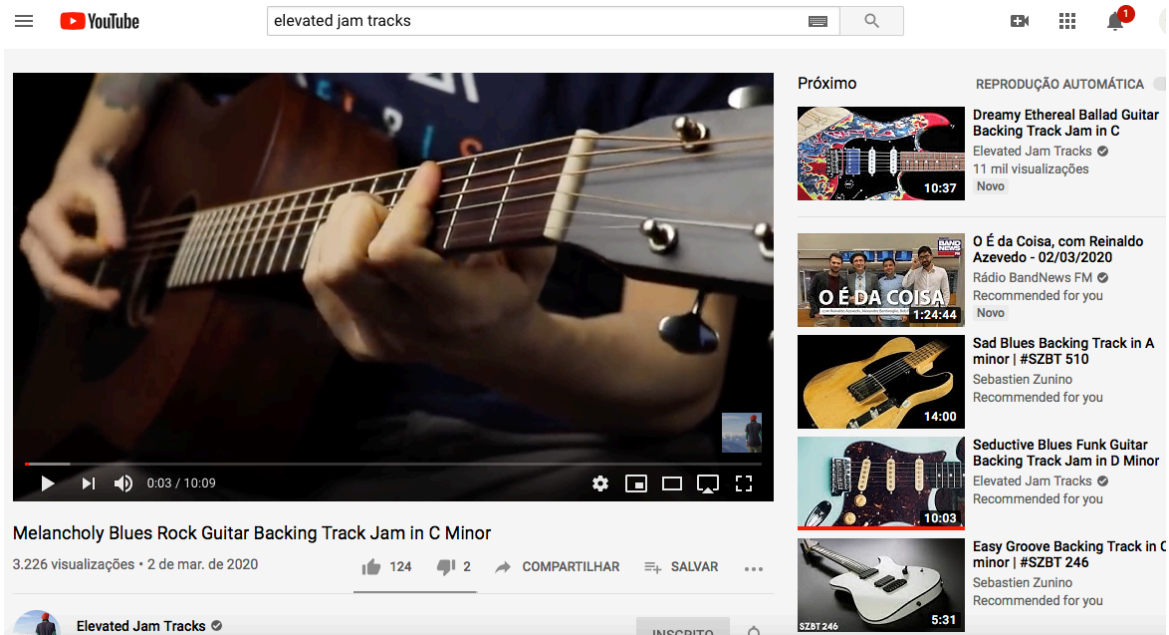 YouTube
elevated jam tracks
1
0:03 / 10:09
Melancholy Blues Rock Guitar Backing Track Jam in C Minor
3.226 visualizações • 2 de mar. de 2020
124
2
COMPARTILHAR
SALVAR
Elevated Jam Tracks
INSCRITO
Próximo
REPRODUÇÃO AUTOMÁTICA
10:37
Dreamy Ethereal Ballad Guitar
Backing Track Jam in C
Elevated Jam Tracks
11 mil visualizações
Novo
BAND
NEWS
FM
O É DA COISA
1:24:44
O É da Coisa, com Reinaldo
Azevedo - 02/03/2020
Rádio BandNews FM
Recommended for you
Novo
14:00
Sad Blues Backing Track in A
minor | #SZBT 510
Sebastien Zunino
Recommended for you
10:03
Seductive Blues Funk Guitar
Backing Track Jam in D Minor
Elevated Jam Tracks
Recommended for you
SZBT 246
5:31
Easy Groove Backing Track in C
minor | #SZBT 246
Sebastien Zunino
Recommended for you